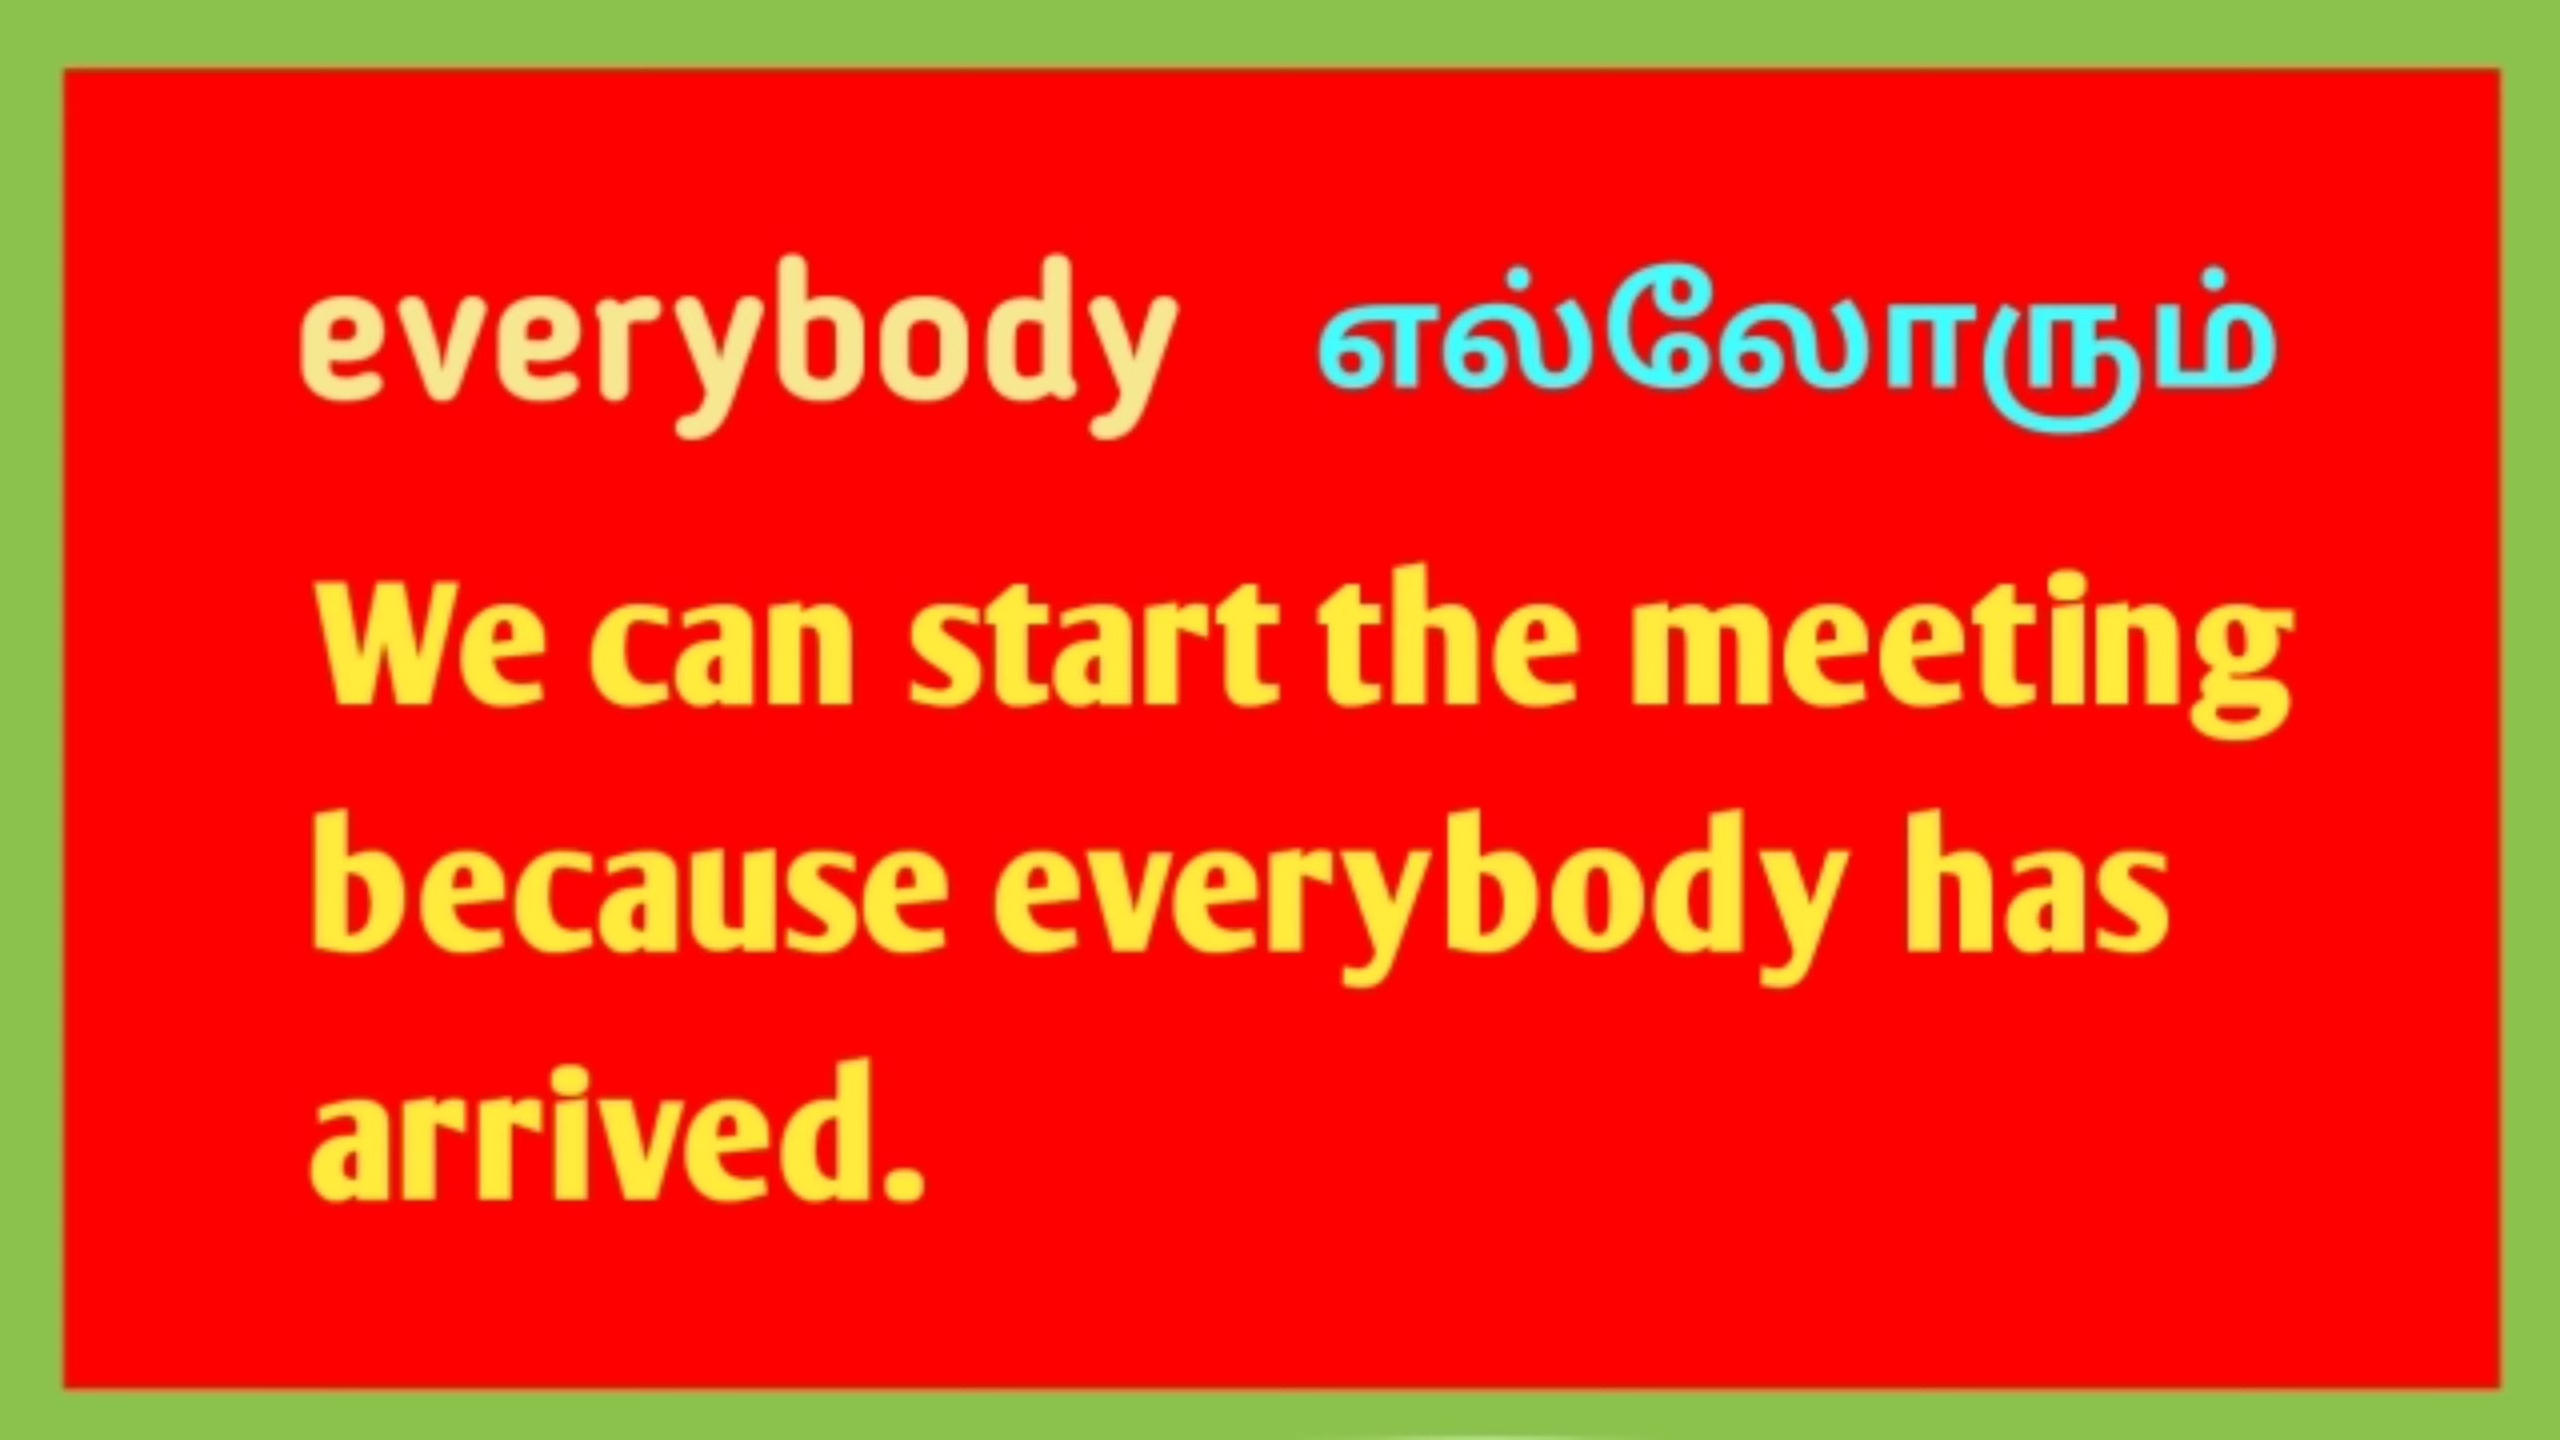 everybody எல்லோரும்
We can start the meeting
because everybody has
arrived.